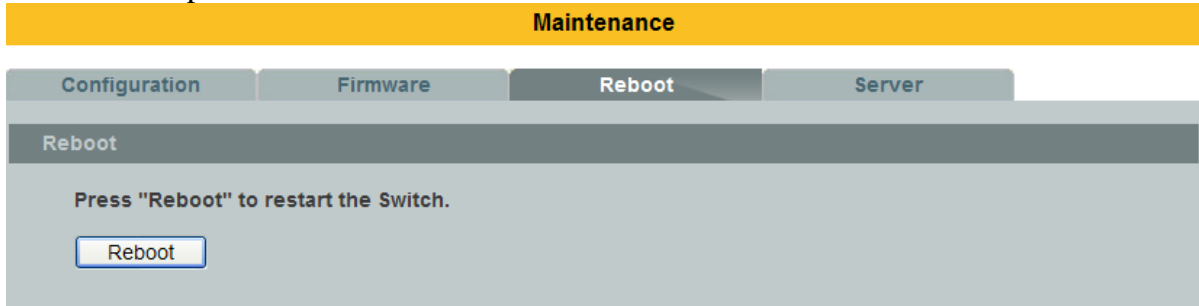 Maintenance
Configuration Firmware Reboot Server
Reboot
Press "Reboot" to restart the Switch.
Reboot